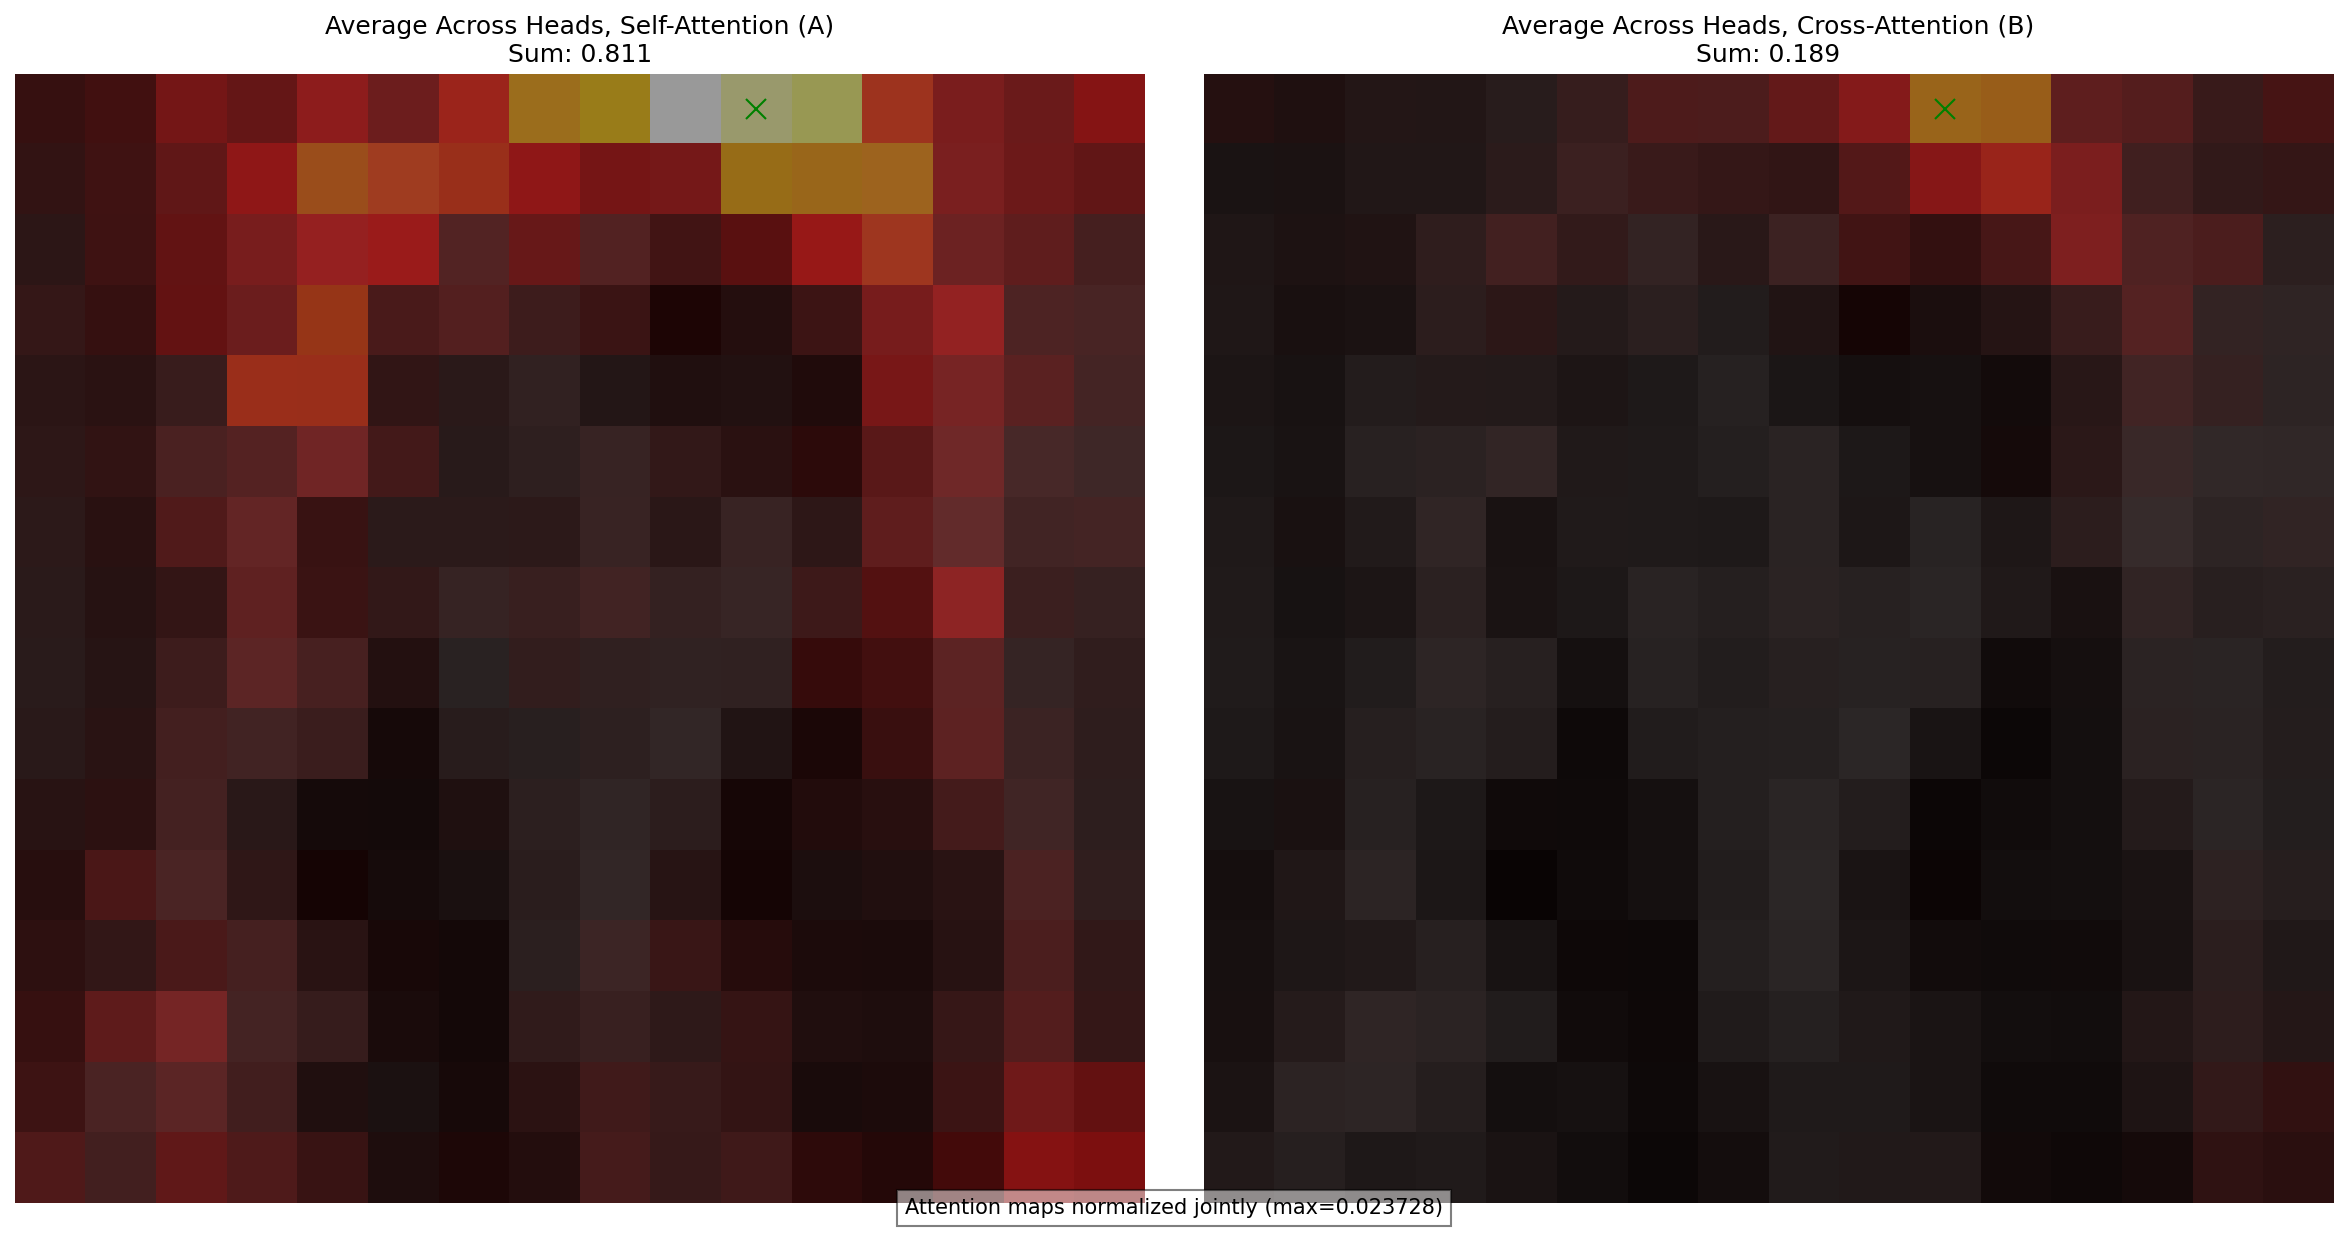 Average Across Heads, Self-Attention (A)
Sum: 0.811
Average Across Heads, Cross-Attention (B)
Sum: 0.189
Attention maps normalized jointly (max=0.023728)